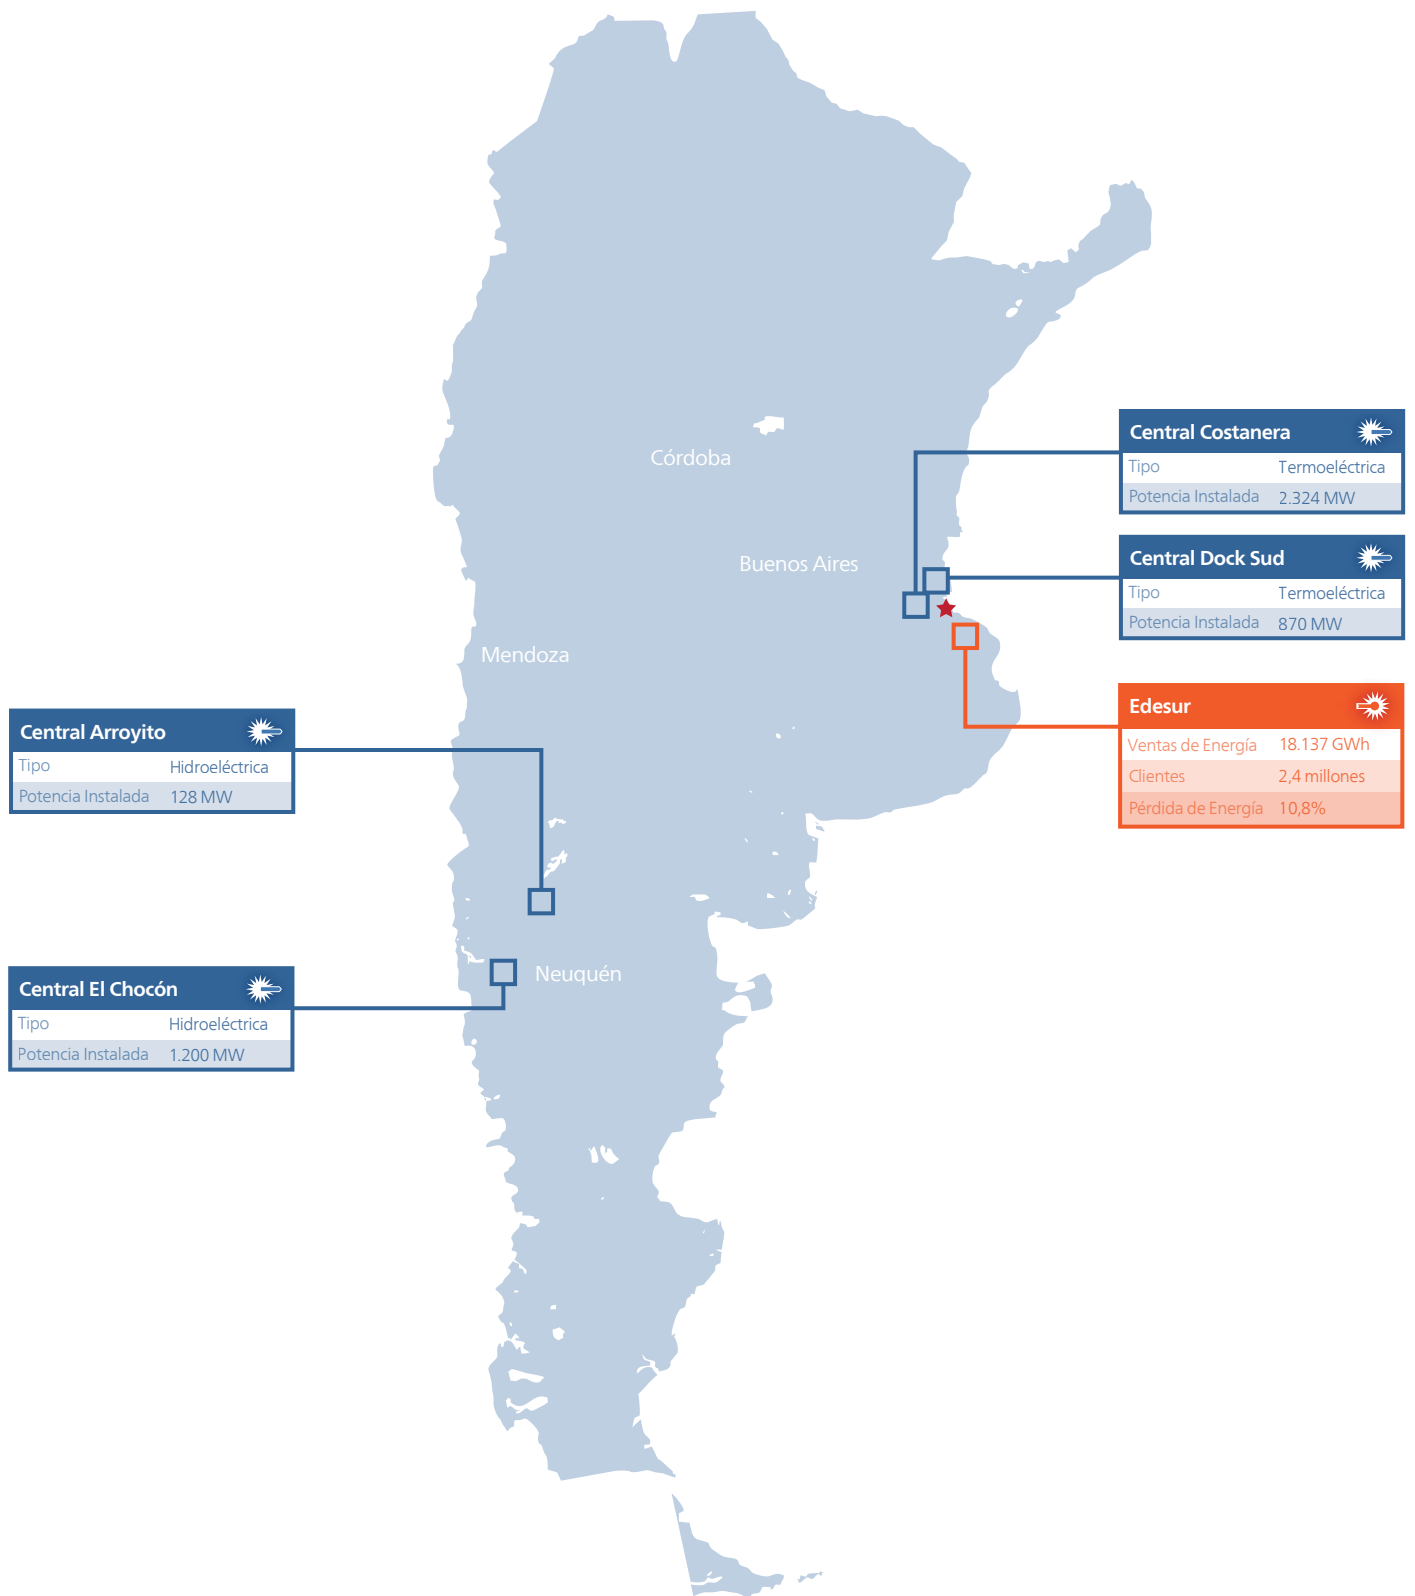 Córdoba
Buenos Aires
Mendoza
Neuquén
Central Costanera
Tipo Termoeléctrica
Potencia Instalada 2.324 MW
Central Dock Sud
Tipo Termoeléctrica
Potencia Instalada 870 MW
Edesur
Ventas de Energía 18.137 GWh
Clientes 2,4 millones
Pérdida de Energía 10,8%
Central Arroyito
Tipo Hidroeléctrica
Potencia Instalada 128 MW
Central El Chocón
Tipo Hidroeléctrica
Potencia Instalada 1.200 MW